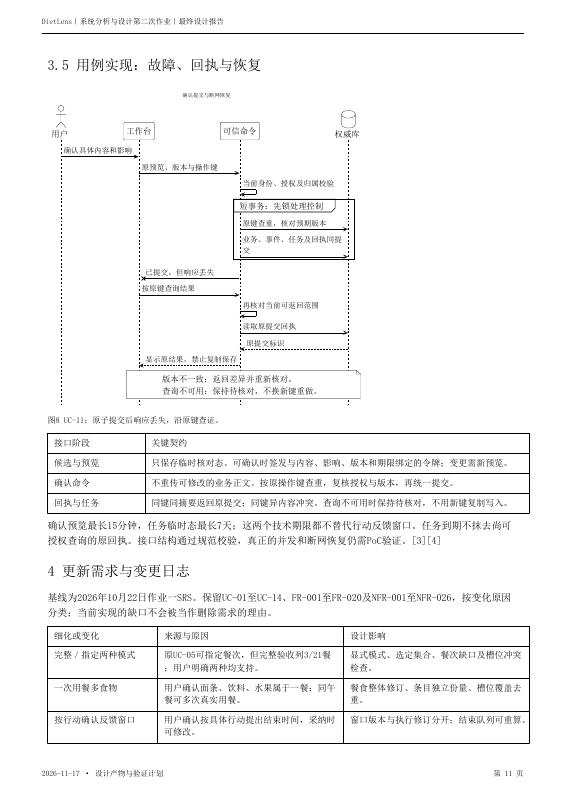 DietLens | 系统分析与设计第二次作业 | 最终设计报告
3.5 用例实现：故障、回执与恢复
确认提交与断网恢复
用户
工作台
可信命令
权威库
确认具体内容和影响
原预览、版本与操作键
当前身份、授权及归属校验
短事务：先锁处理控制
原键查重，核对预期版本
业务、事件、任务及回执同提
交
已提交，但响应丢失
按原键查询结果
再核对当前可返回范围
读取原提交回执
原提交标识
显示原结果，禁止复制保存
版本不一致：返回差异并重新核对。
查询不可用：保持待核对，不换新键重做。
图8 UC-11：原子提交后响应丢失，沿原键查证。
接口阶段 关键契约
候选与预览 只保存临时核对态。可确认时签发与内容、影响、版本和期限绑定的令牌；变更需新预览。
确认命令 不重传可修改的业务正文。按原操作键查重，复核授权与版本，再统一提交。
回执与任务 同键同摘要返回原提交；同键异内容冲突。查询不可用时保持待核对，不用新键复制写入。
确认预览最长15分钟，任务临时态最长7天；这两个技术期限都不替代行动反馈窗口。任务到期不抹去尚可
授权查询的原回执。接口结构通过规范校验，真正的并发和断网恢复仍需PoC验证。[3][4]
4 更新需求与变更日志
基线为2026年10月22日作业一SRS。保留UC-01至UC-14、FR-001至FR-020及NFR-001至NFR-026，按变化原因
分类；当前实现的缺口不会被当作删除需求的理由。
细化或变化 来源与原因 设计影响
完整 / 指定两种模式 原UC-05可指定餐次，但完整验收列3/21餐 显式模式、选定集合、餐次缺口及槽位冲突
；用户明确两种均支持。 检查。
一次用餐多食物 用户确认面条、饮料、水果属于一餐；同午 餐食整体修订、条目独立份量、槽位覆盖去
餐可多次真实用餐。 重。
按行动确认反馈窗口 用户确认按具体行动提出结束时间，采纳时 窗口版本与执行修订分开；结束队列可重算。
可修改。
2026-11-17 • 设计产物与验证计划
第 11 页